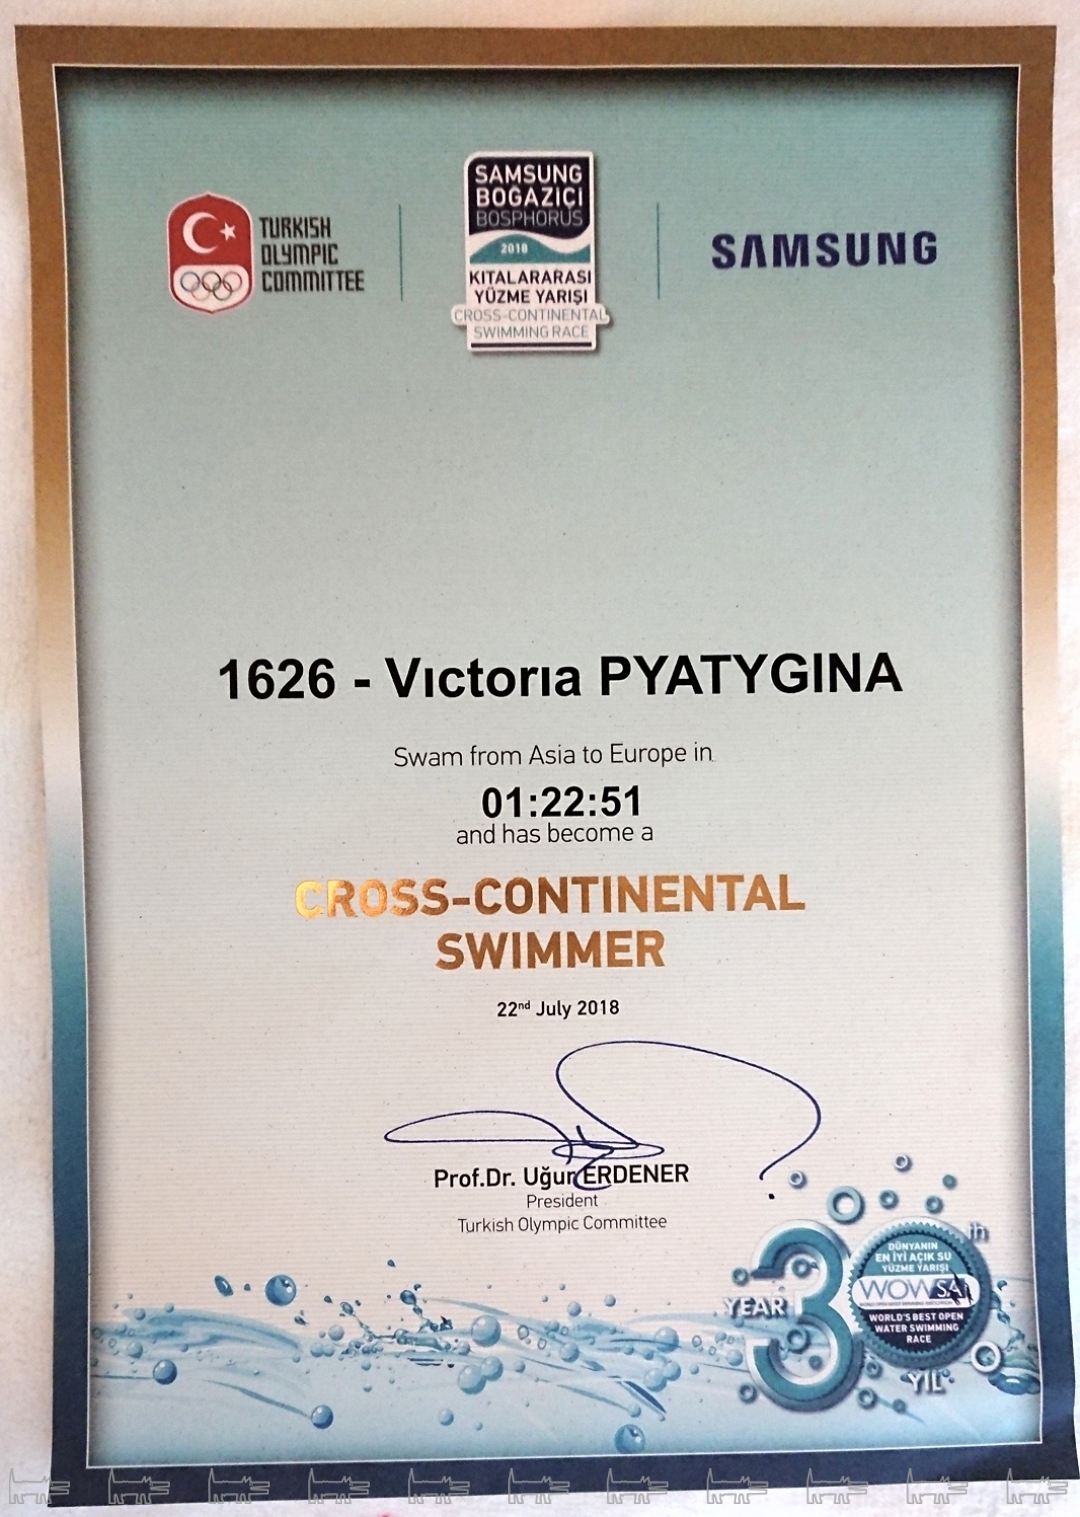 TURKISH
OLYMPIC
COMMITTEE
SAMSUNG
BOĞAZİÇİ
BOSPHORUS
2018
KITALARARASI
YÜZME YARIŞI
CROSS-CONTINENTAL
SWIMMING RACE
SAMSUNG
1626 - Vıctorıa PYATYGINA
Swam from Asia to Europe in
01:22:51
and has become a
CROSS-CONTINENTAL
SWIMMER
22nd July 2018
Prof.Dr. Uğur ERDENER
President
Turkish Olympic Committee
30th
YEAR
YIL
DÜNYANIN
EN İYİ AÇIK SU
YÜZME YARIŞI
WOWSA
WORLD'S BEST OPEN
WATER SWIMMING
RACE